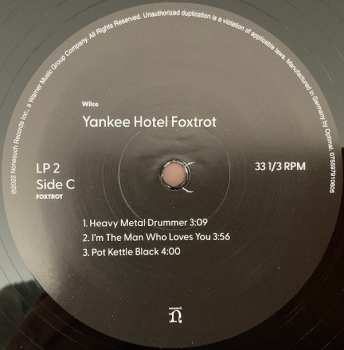 ©2022 Nonesuch Records Inc., a Warner Music Group Company. All Rights Reserved. Unauthorized duplication is a violation of applicable laws. Manufactured in Germany by Optimal.
Wilco
Yankee Hotel Foxtrot
LP 2
Side C
FOXTROT
33 1/3 RPM
1. Heavy Metal Drummer 3:09
2. I'm The Man Who Loves You 3:56
3. Pot Kettle Black 4:00